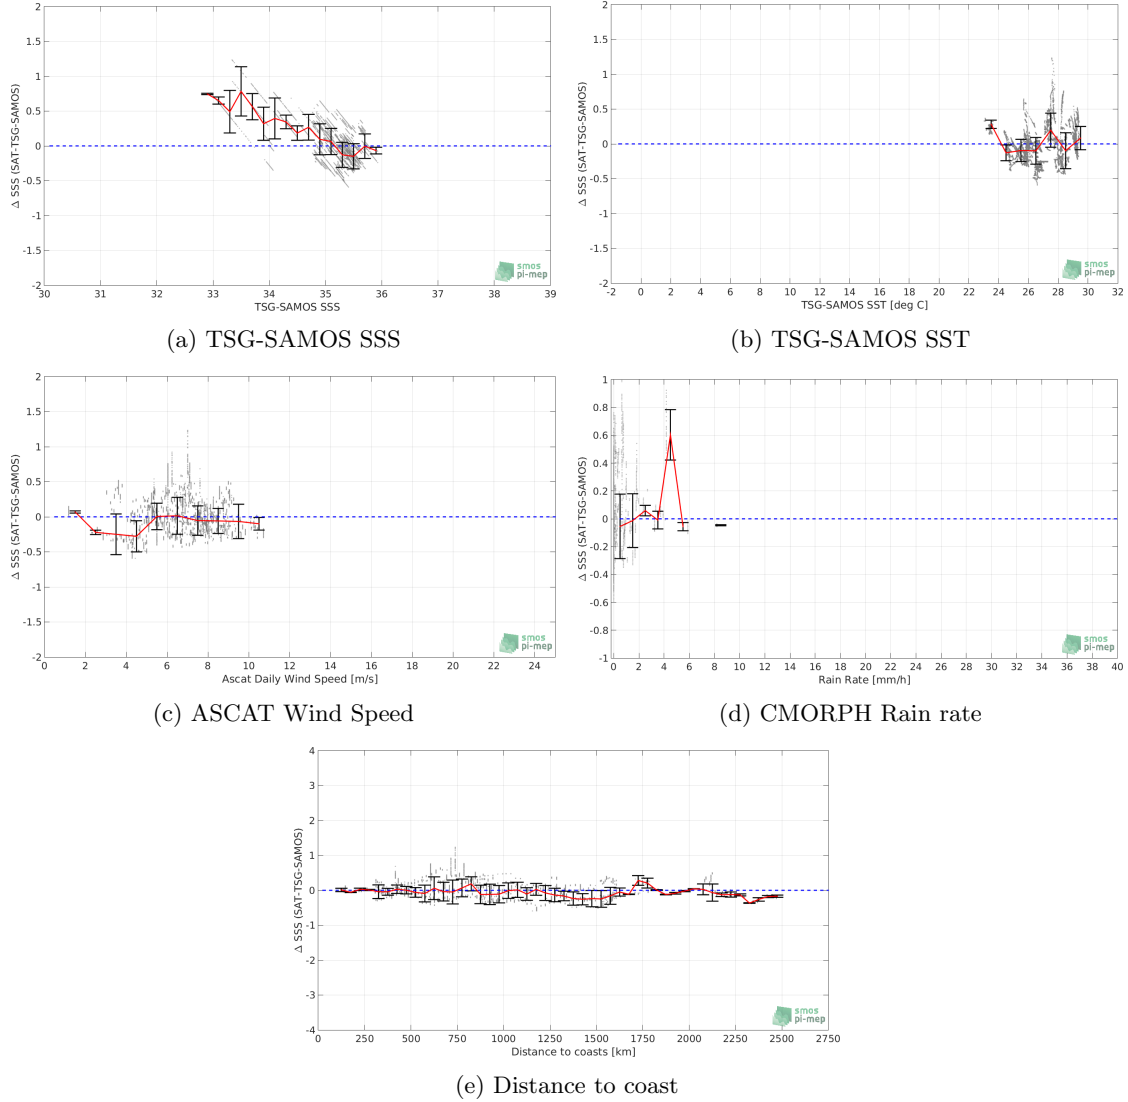 2
1.5
1
0.5
0
-0.5
-1
-1.5
-2
Δ SSS (SAT-TSG-SAMOS)
30 31 32 33 34 35 36 37 38 39
TSG-SAMOS SSS
smos
pi-mep
(a) TSG-SAMOS SSS
2
1.5
1
0.5
0
-0.5
-1
-1.5
-2
Δ SSS (SAT-TSG-SAMOS)
-2 0 2 4 6 8 10 12 14 16 18 20 22 24 26 28 30 32
TSG-SAMOS SST [deg C]
smos
pi-mep
(b) TSG-SAMOS SST
2
1.5
1
0.5
0
-0.5
-1
-1.5
-2
Δ SSS (SAT-TSG-SAMOS)
0 2 4 6 8 10 12 14 16 18 20 22 24
Ascat Daily Wind Speed [m/s]
smos
pi-mep
(c) ASCAT Wind Speed
1
0.8
0.6
0.4
0.2
0
-0.2
-0.4
-0.6
-0.8
-1
Δ SSS (SAT-TSG-SAMOS)
0 2 4 6 8 10 12 14 16 18 20 22 24 26 28 30 32 34 36 38 40
Rain Rate [mm/h]
smos
pi-mep
(d) CMORPH Rain rate
4
3
2
1
0
-1
-2
-3
-4
Δ SSS (SAT-TSG-SAMOS)
0 250 500 750 1000 1250 1500 1750 2000 2250 2500 2750
Distance to coasts [km]
smos
pi-mep
(e) Distance to coast